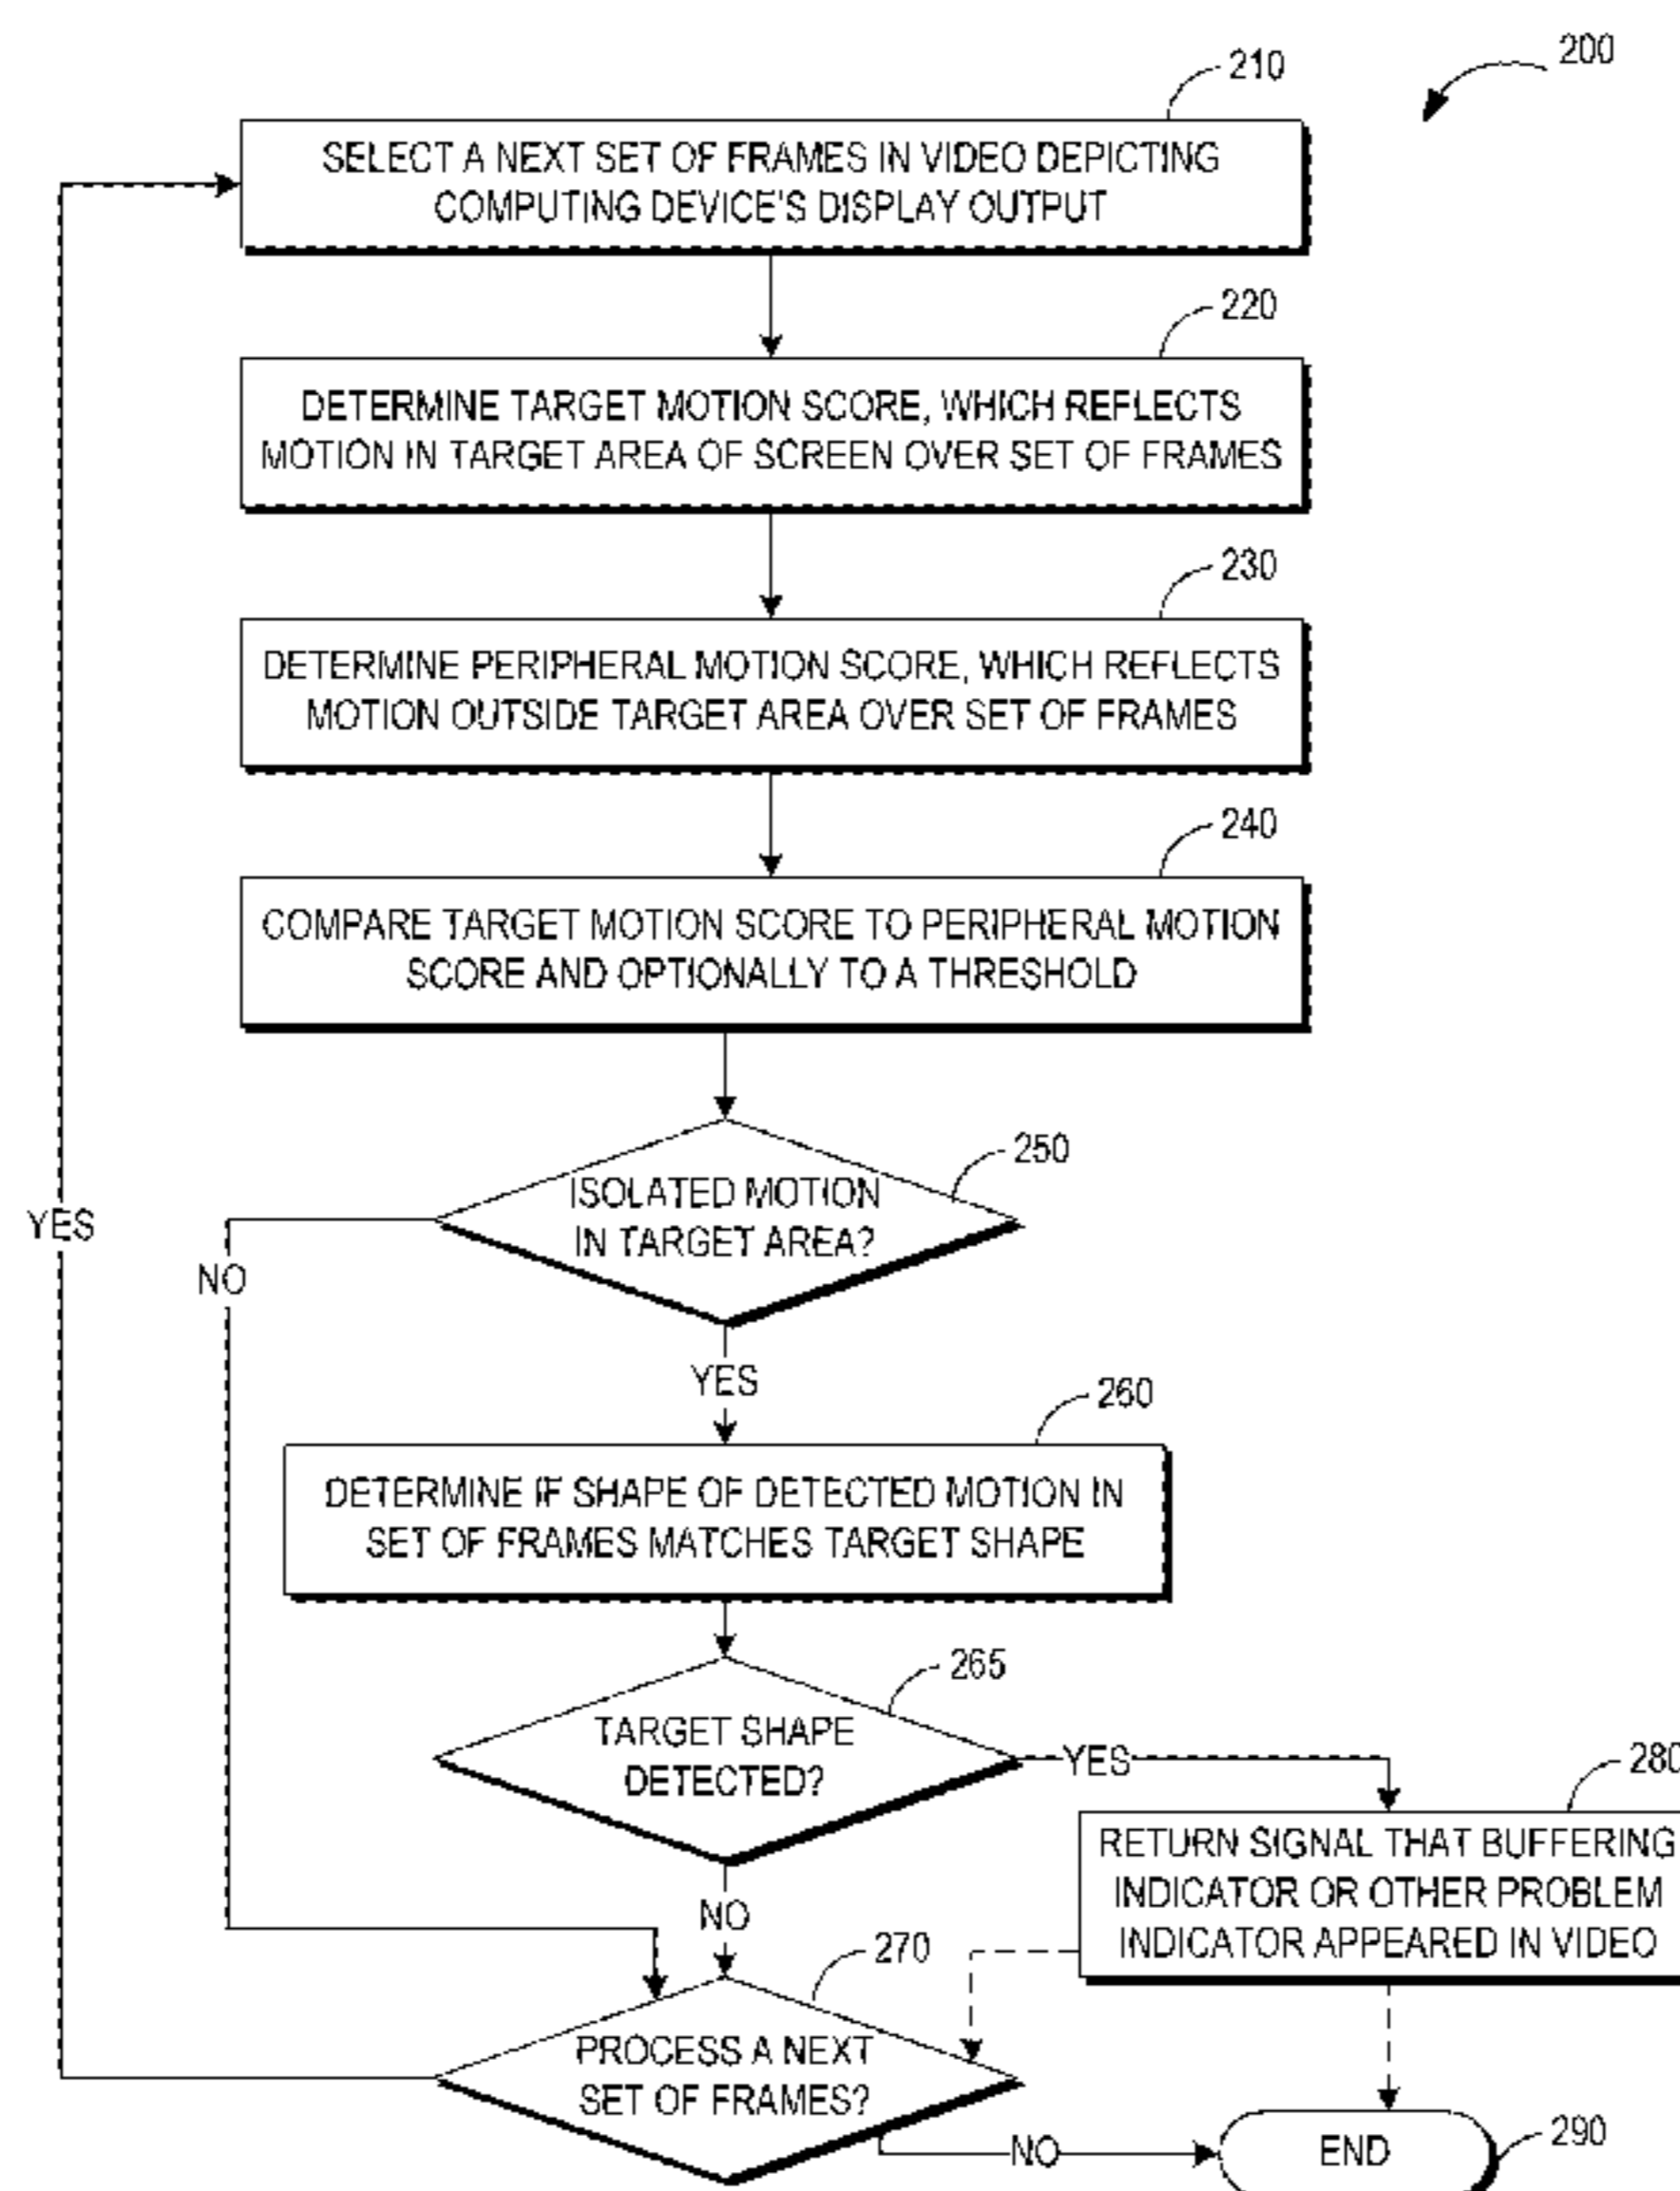 200
210
SELECT A NEXT SET OF FRAMES IN VIDEO DEPICTING
COMPUTING DEVICE'S DISPLAY OUTPUT
220
DETERMINE TARGET MOTION SCORE, WHICH REFLECTS
MOTION IN TARGET AREA OF SCREEN OVER SET OF FRAMES
230
DETERMINE PERIPHERAL MOTION SCORE, WHICH REFLECTS
MOTION OUTSIDE TARGET AREA OVER SET OF FRAMES
240
COMPARE TARGET MOTION SCORE TO PERIPHERAL MOTION
SCORE AND OPTIONALLY TO A THRESHOLD
250
ISOLATED MOTION
IN TARGET AREA?
YES
NO
YES
260
DETERMINE IF SHAPE OF DETECTED MOTION IN
SET OF FRAMES MATCHES TARGET SHAPE
265
TARGET SHAPE
DETECTED?
YES
280
RETURN SIGNAL THAT BUFFERING
INDICATOR OR OTHER PROBLEM
INDICATOR APPEARED IN VIDEO
NO
270
PROCESS A NEXT
SET OF FRAMES?
NO
END
290